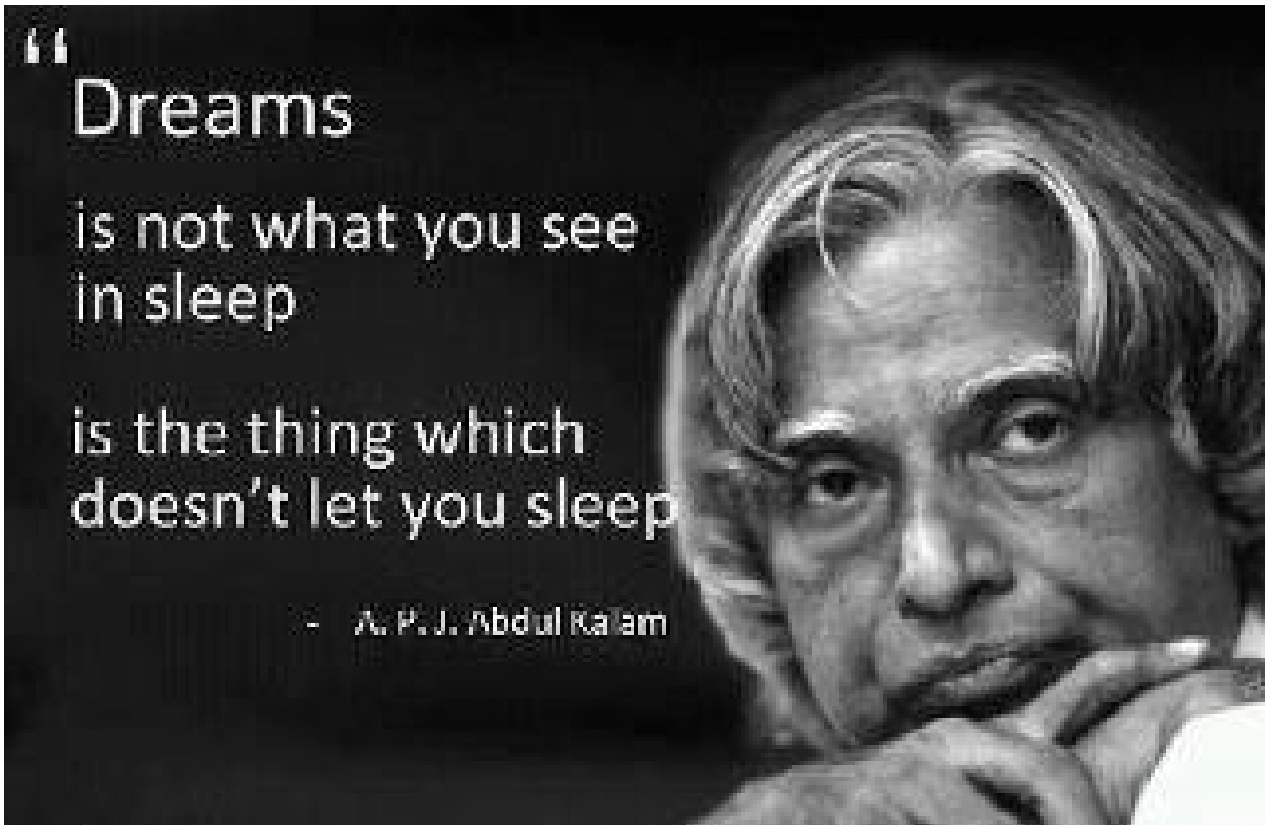 “
Dreams
is not what you see
in sleep
is the thing which
doesn't let you sleep
- A. P. J. Abdul Kalam